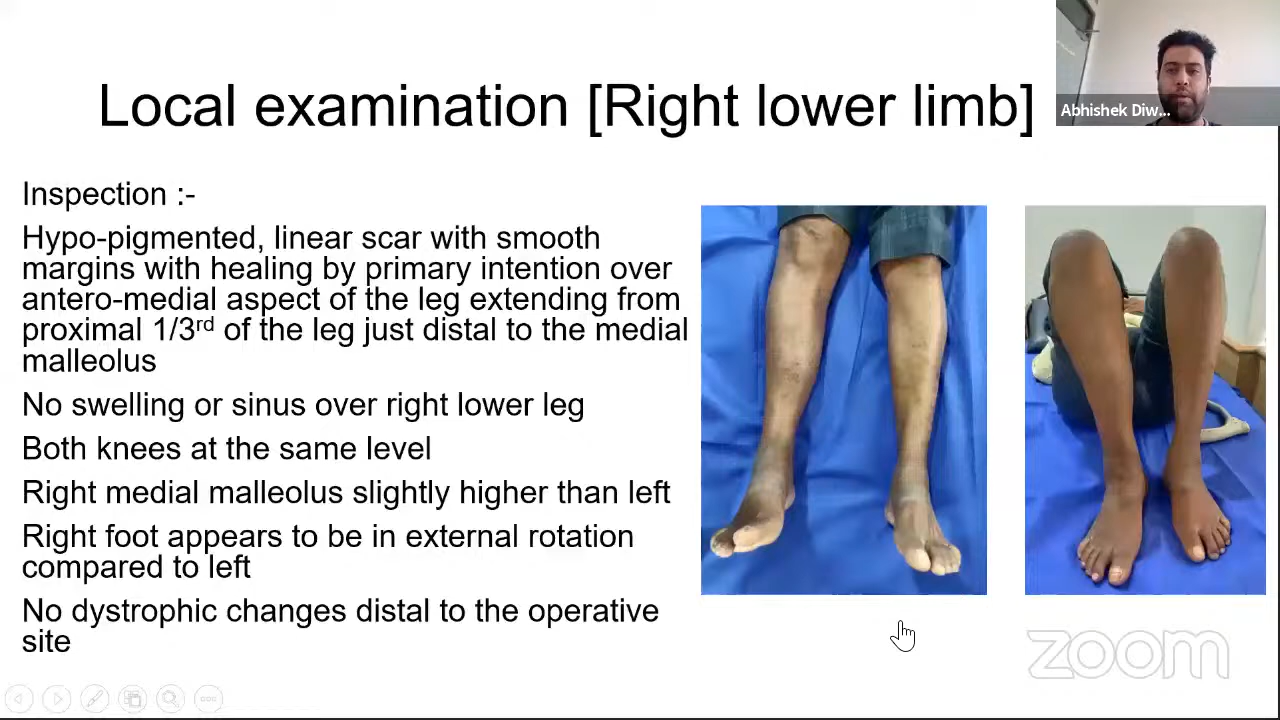 Local examination [Right lower limb]
Abhishek Diw...
Inspection :-
Hypo-pigmented, linear scar with smooth
margins with healing by primary intention over
antero-medial aspect of the leg extending from
proximal 1/3rd of the leg just distal to the medial
malleolus
No swelling or sinus over right lower leg
Both knees at the same level
Right medial malleolus slightly higher than left
Right foot appears to be in external rotation
compared to left
No dystrophic changes distal to the operative
site
zoom